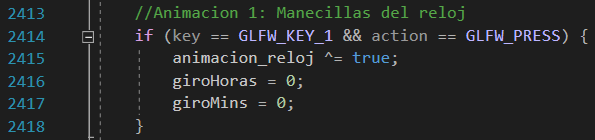 2413 //Animacion 1: Manecillas del reloj
2414 if (key == GLFW_KEY_1 && action == GLFW_PRESS) {
2415 animacion_reloj ^= true;
2416 giroHoras = 0;
2417 giroMins = 0;
2418 }